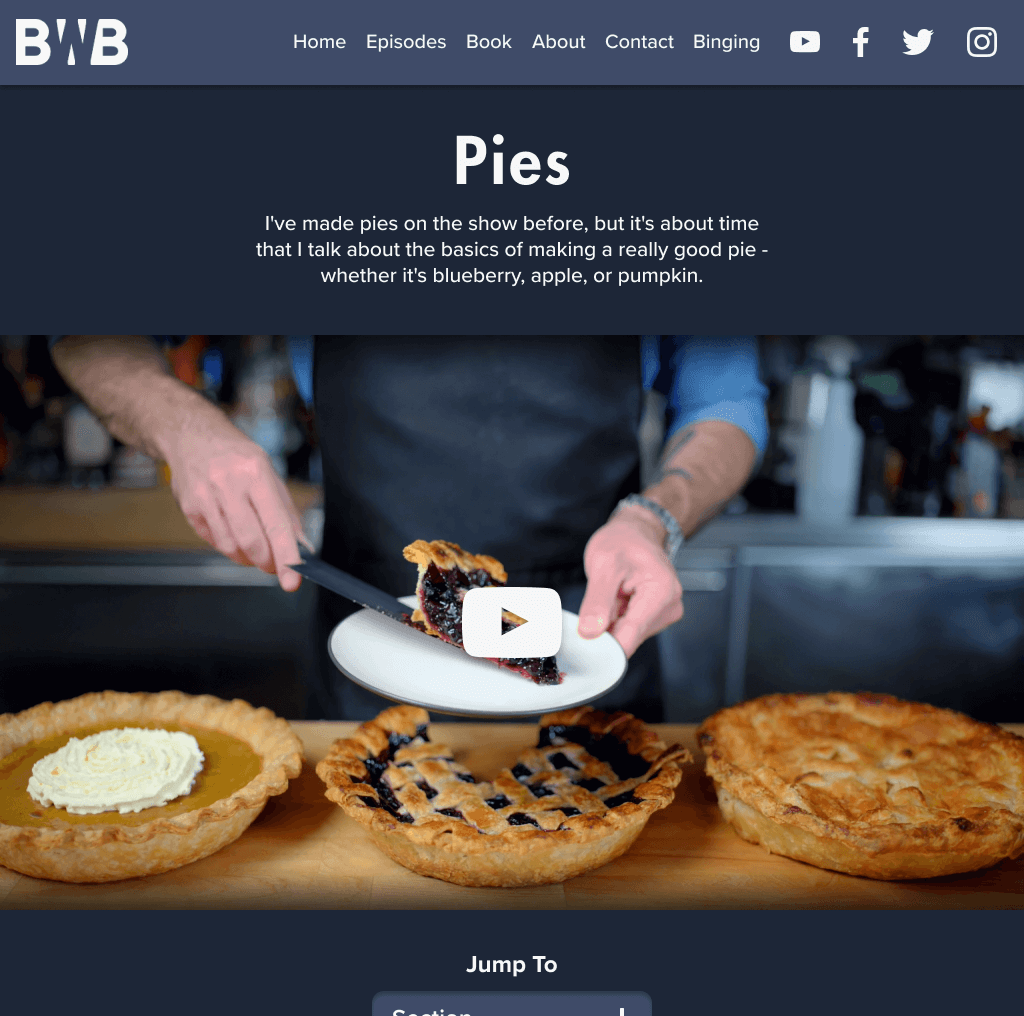 BWB
Home Episodes Book About Contact Binging
Pies
I've made pies on the show before, but it's about time
that I talk about the basics of making a really good pie -
whether it's blueberry, apple, or pumpkin.
Jump To
Section